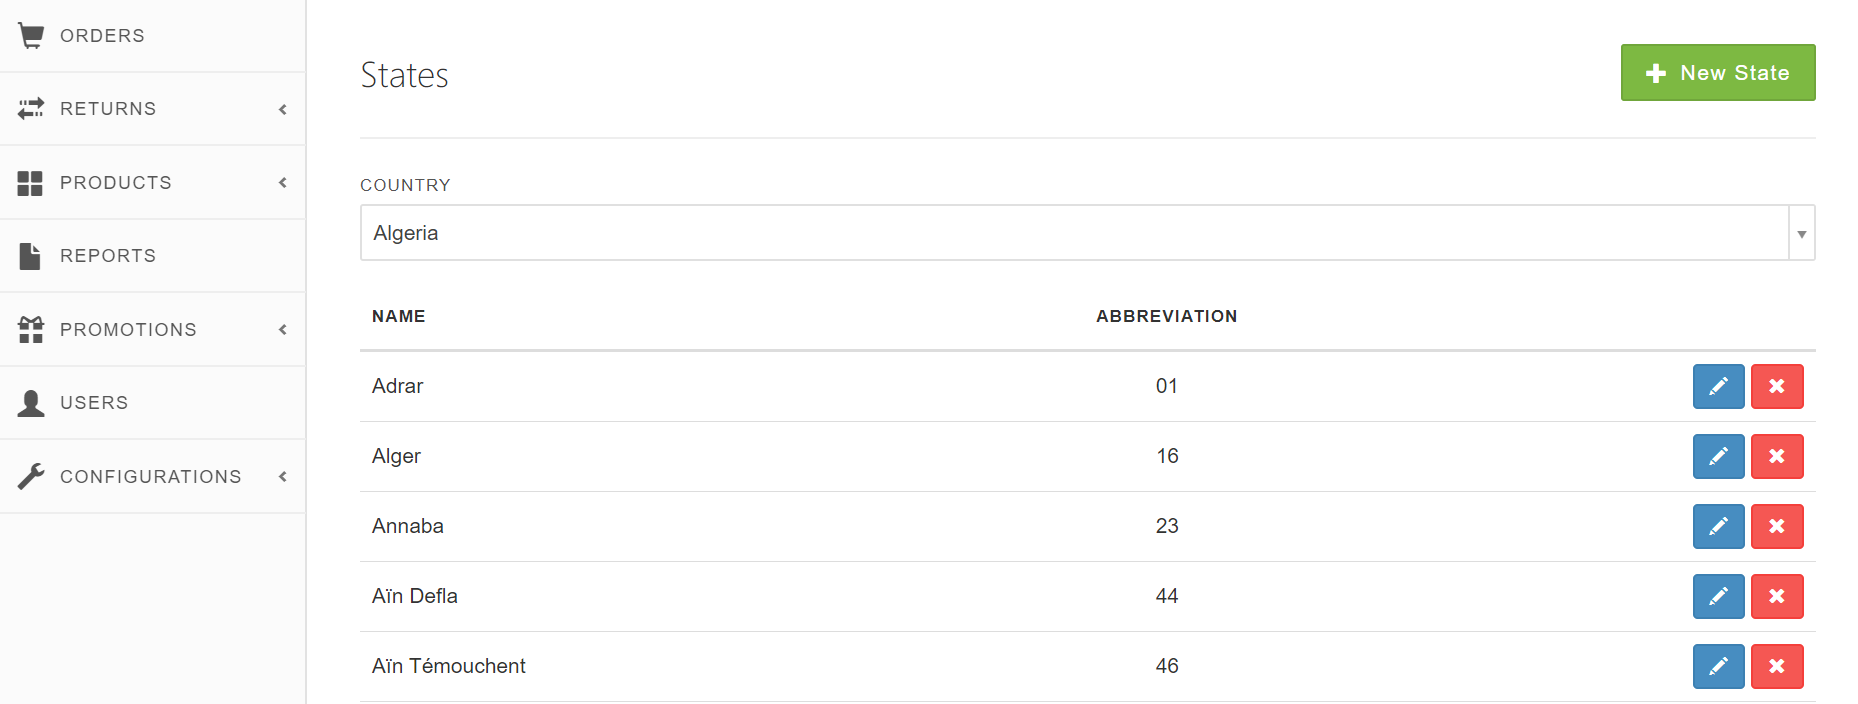 ORDERS
RETURNS
PRODUCTS
REPORTS
PROMOTIONS
USERS
CONFIGURATIONS
States
New State
COUNTRY
Algeria
NAME ABBREVIATION
Adrar 01
Alger 16
Annaba 23
Aïn Defla 44
Aïn Témouchent 46